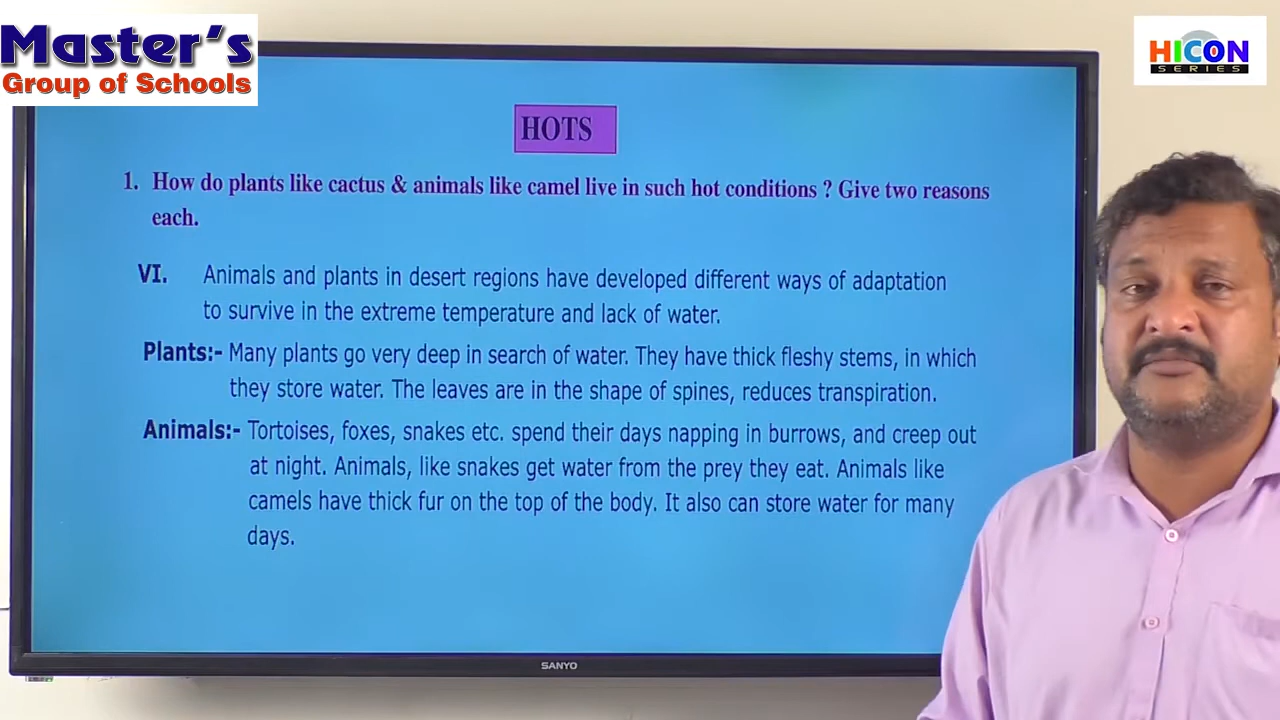 Master's
Group of Schools
HICON
SERIES
HOTS
1. How do plants like cactus & animals like camel live in such hot conditions ? Give two reasons
each.
VI. Animals and plants in desert regions have developed different ways of adaptation
to survive in the extreme temperature and lack of water.
Plants:- Many plants go very deep in search of water. They have thick fleshy stems, in which
they store water. The leaves are in the shape of spines, reduces transpiration.
Animals:- Tortoises, foxes, snakes etc. spend their days napping in burrows, and creep out
at night. Animals, like snakes get water from the prey they eat. Animals like
camels have thick fur on the top of the body. It also can store water for many
days.
SANYO